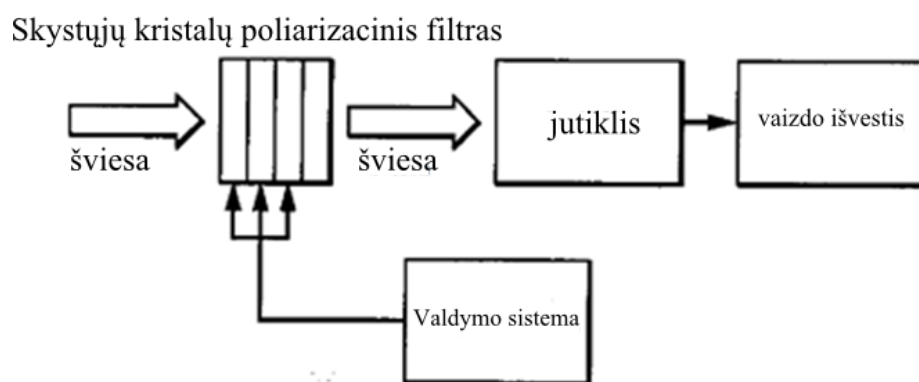 Skystųjų kristalų poliarizacinis filtras
šviesa
šviesa
jutiklis
vaizdo išvestis
Valdymo sistema